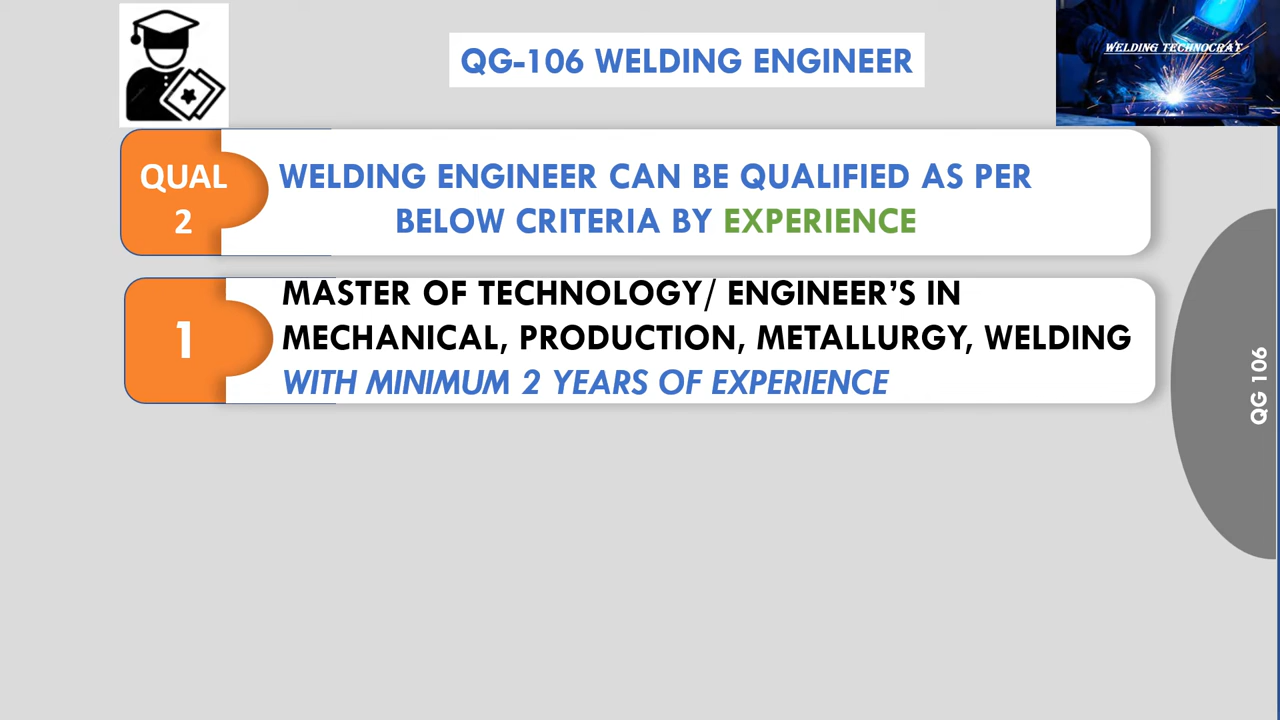 QG-106 WELDING ENGINEER
WELDING TECHNOCRAT
QUAL
2
WELDING ENGINEER CAN BE QUALIFIED AS PER
BELOW CRITERIA BY EXPERIENCE
1
MASTER OF TECHNOLOGY/ ENGINEER’S IN
MECHANICAL, PRODUCTION, METALLURGY, WELDING
WITH MINIMUM 2 YEARS OF EXPERIENCE
QG 106